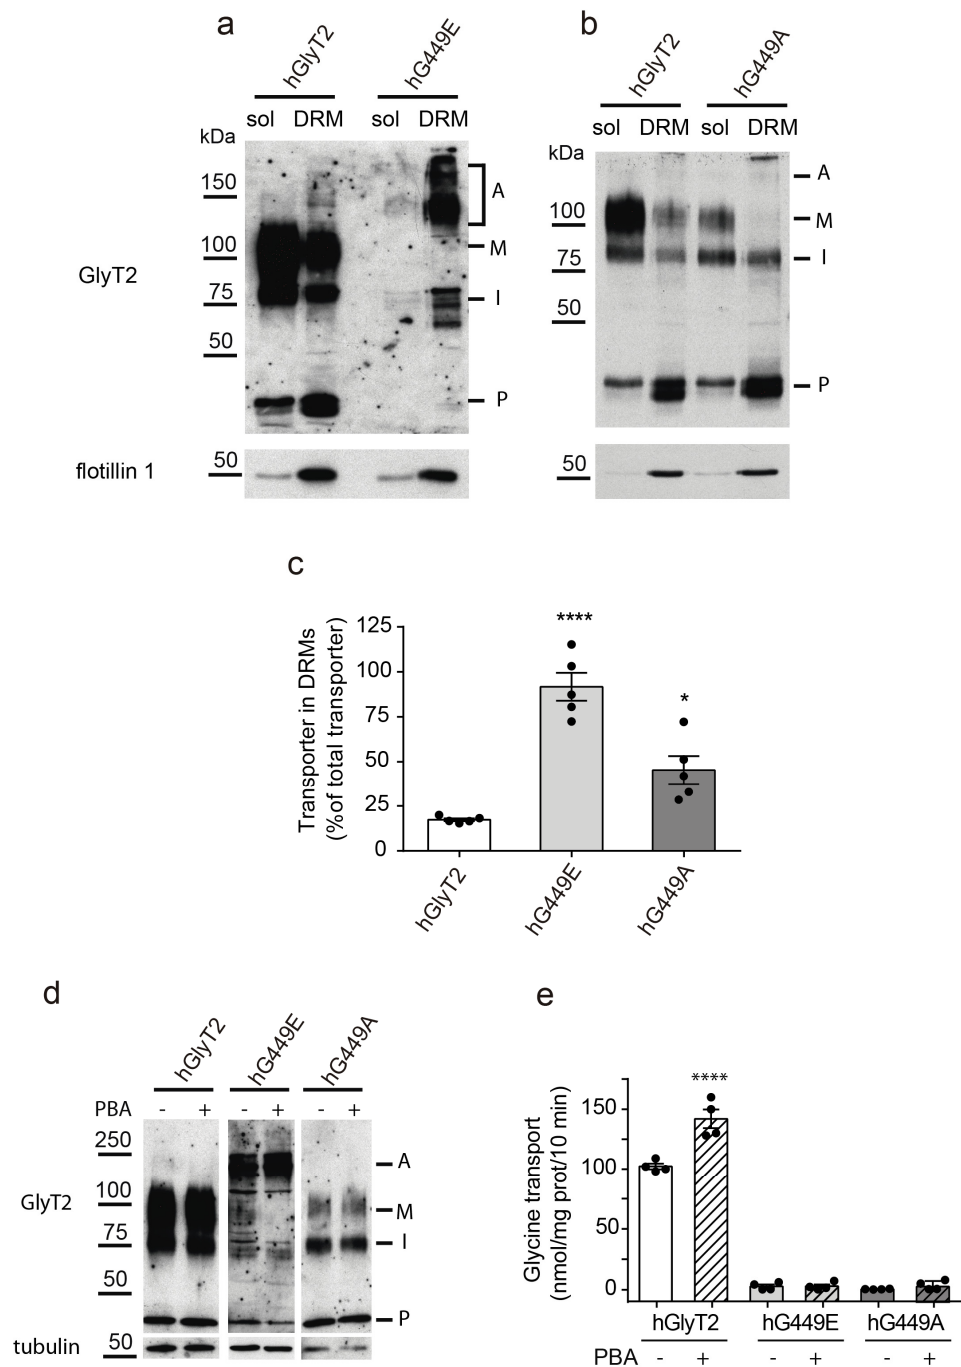 a
hGlyT2 hG449E
sol DRM sol DRM
kDa
150
100
75
50
GlyT2
A
M
I
P
flotillin 1
50
b
hGlyT2 hG449A
sol DRM sol DRM
kDa
100
75
50
A
M
I
P
50
c
Transporter in DRMs
(%of total transporter)
125
100
75
50
25
0
****
*
hGlyT2 hG449E hG449A
d
hGlyT2 hG449E hG449A
PBA - + - + - +
250
100
75
50
GlyT2
A
M
I
P
tubulin
50
e
Glycine transport
(nmol/mg prot/10 min)
150
100
50
0
****
hGlyT2 hG449E hG449A
PBA - + - + - +